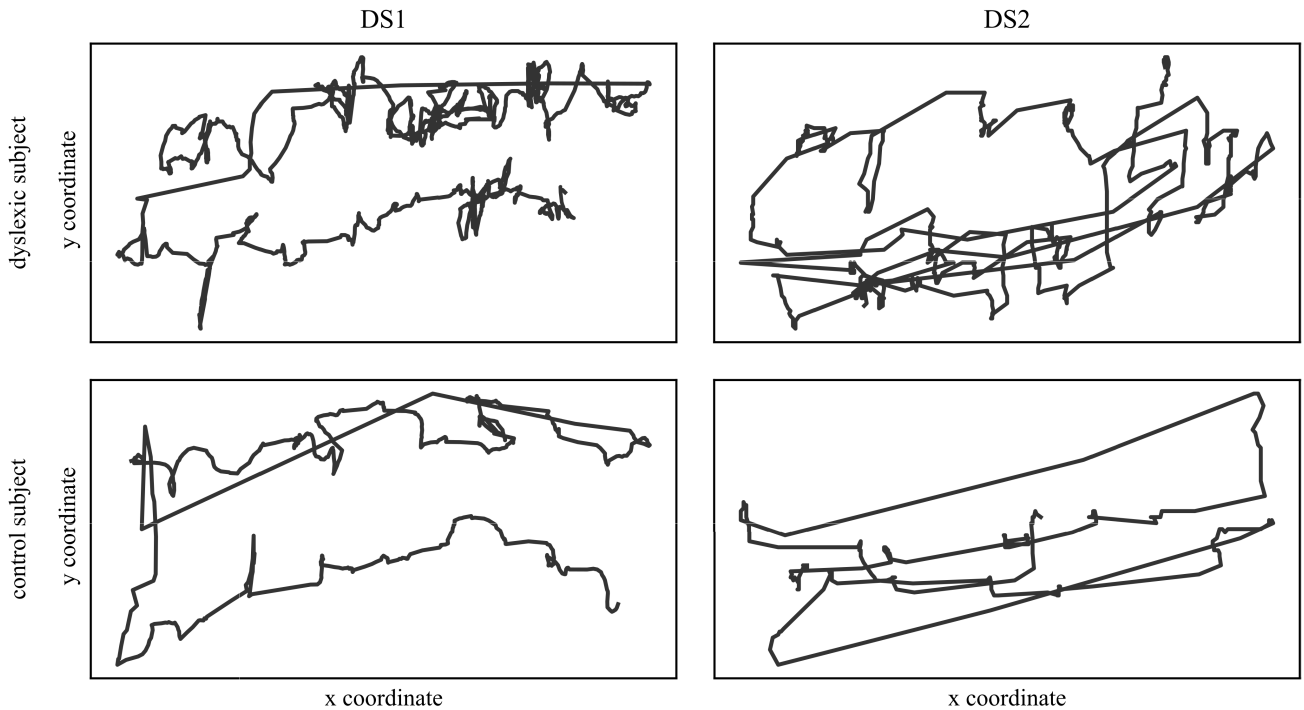 DS1
DS2
dyslexic subject
y coordinate
control subject
y coordinate
x coordinate
x coordinate